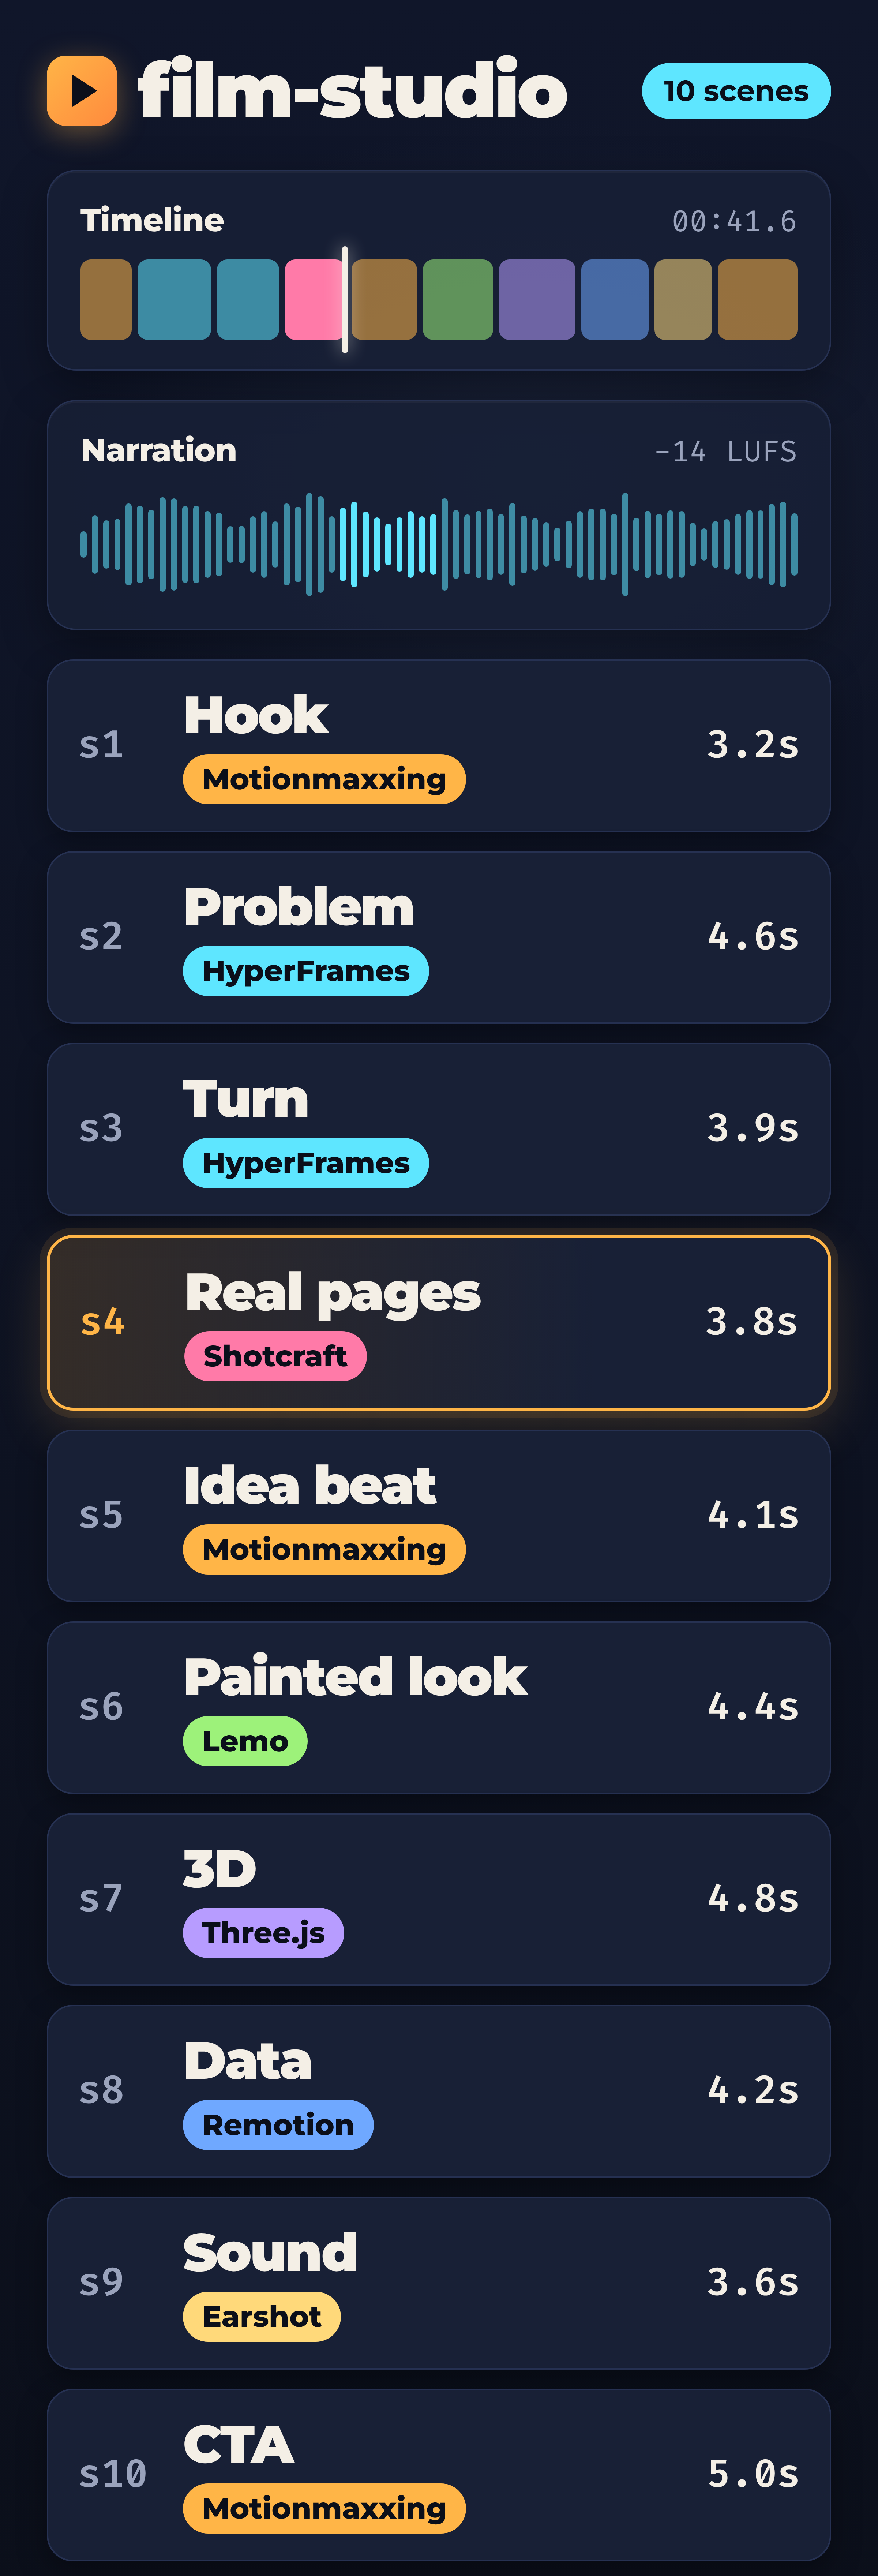 film-studio
10 scenes
Timeline
00:41.6
Narration
-14 LUFS
s1
Hook
Motionmaxxing
3.2s
s2
Problem
HyperFrames
4.6s
s3
Turn
HyperFrames
3.9s
s4
Real pages
Shotcraft
3.8s
s5
Idea beat
Motionmaxxing
4.1s
s6
Painted look
Lemo
4.4s
s7
3D
Three.js
4.8s
s8
Data
Remotion
4.2s
s9
Sound
Earshot
3.6s
s10
CTA
Motionmaxxing
5.0s